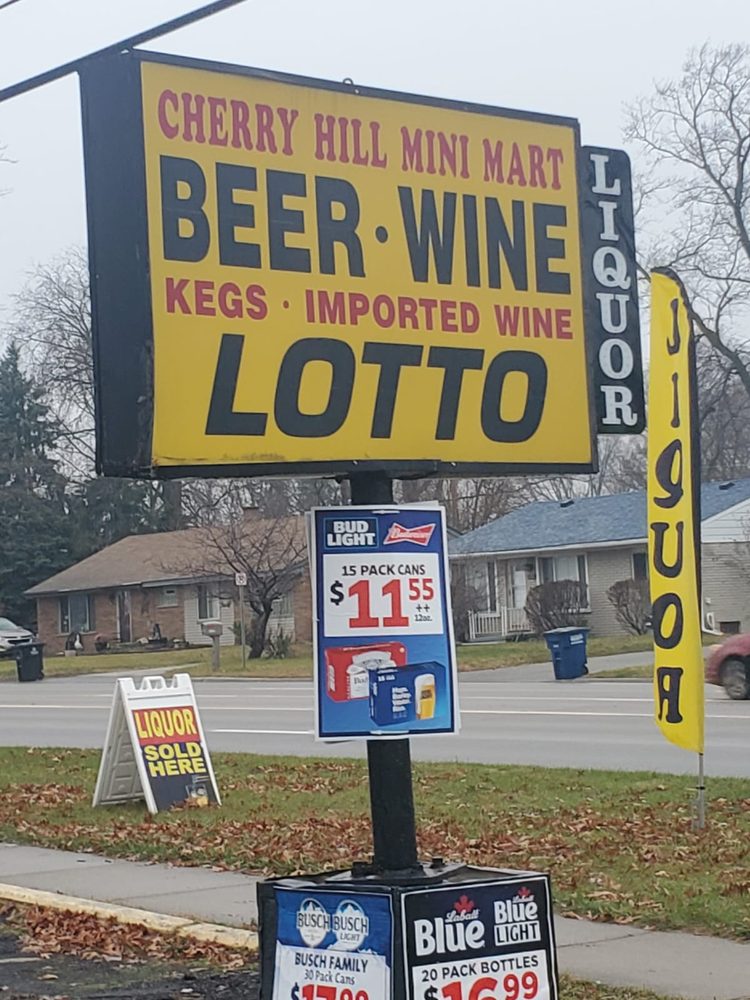 CHERRY HILL MINI MART
BEER · WINE
KEGS · IMPORTED WINE
LOTTO
LIQUOR
LIQUOR
BUD LIGHT
Budweiser
15 PACK CANS
$11 55
++
12oz.
LIQUOR
SOLD
HERE
BUSCH
BUSCH
LIGHT
BUSCH FAMILY
30 Pack Cans
Labatt
Blue
Labatt
Blue
LIGHT
20 PACK BOTTLES
$16 99